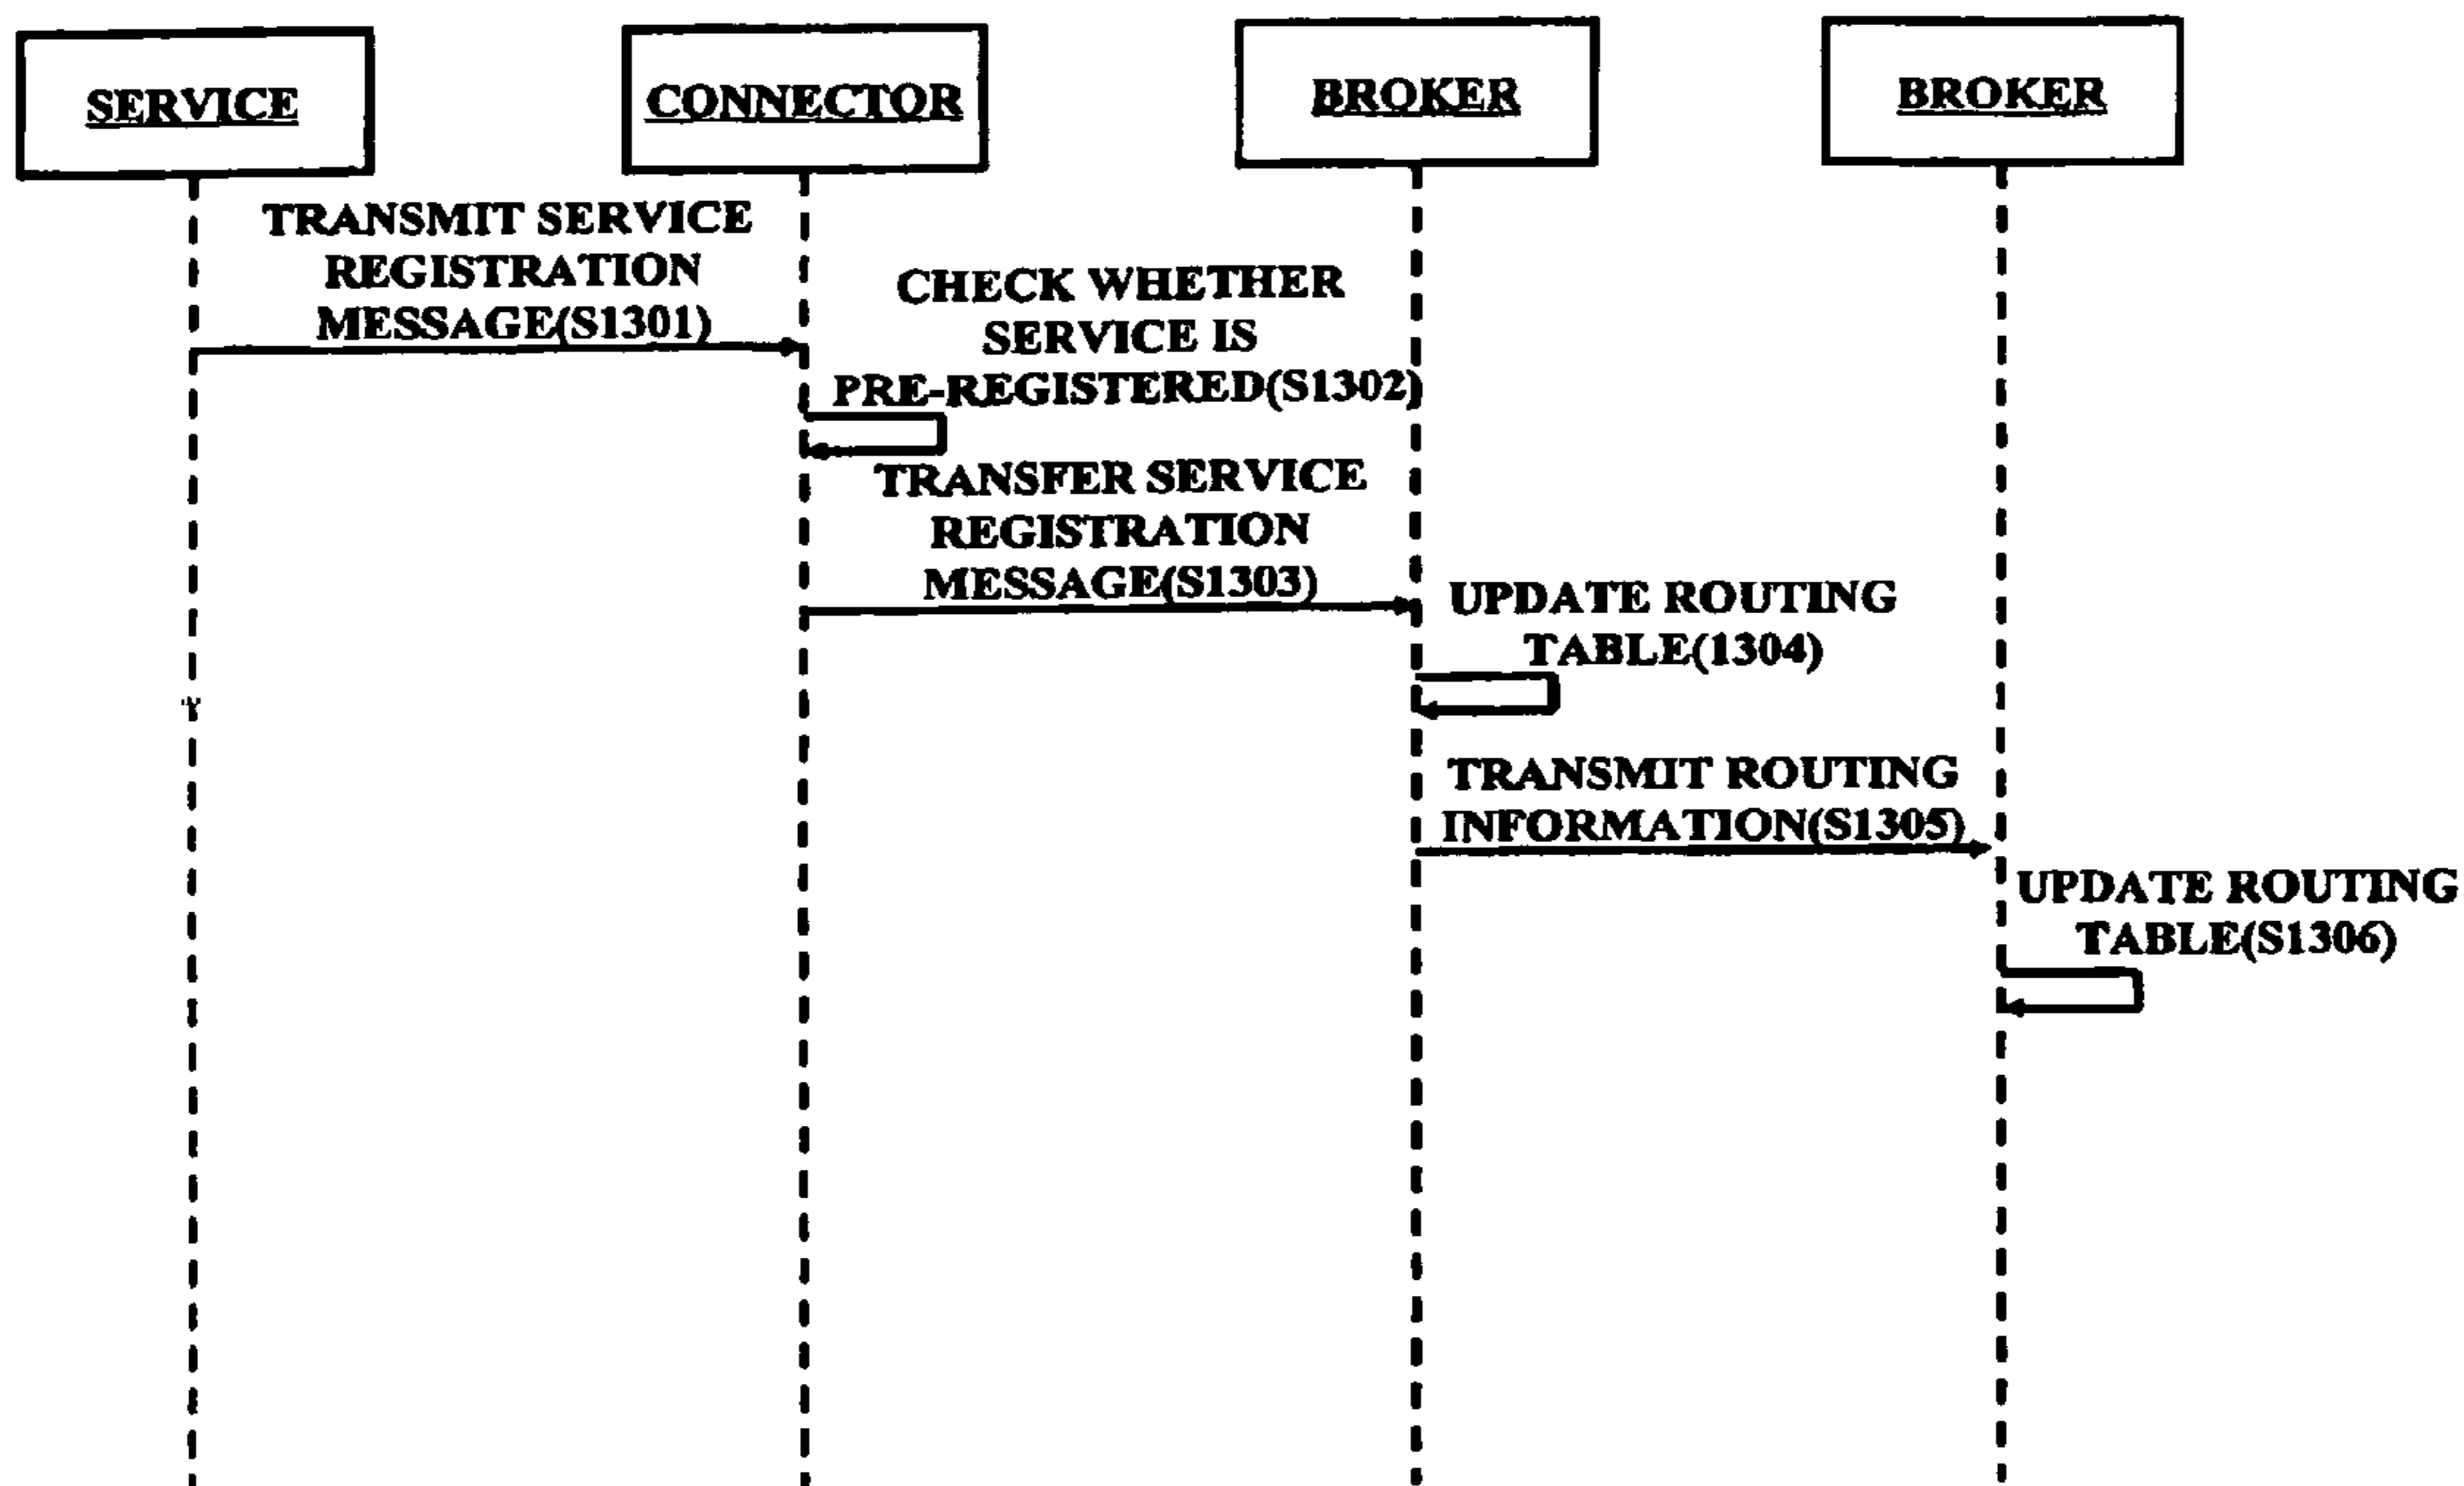 SERVICE
CONNECTOR
BROKER
BROKER
TRANSMIT SERVICE
REGISTRATION
MESSAGE(S1301)
CHECK WHETHER
SERVICE IS
PRE-REGISTERED(S1302)
TRANSFER SERVICE
REGISTRATION
MESSAGE(S1303)
UPDATE ROUTING
TABLE(1304)
TRANSMIT ROUTING
INFORMATION(S1305)
UPDATE ROUTING
TABLE(S1306)